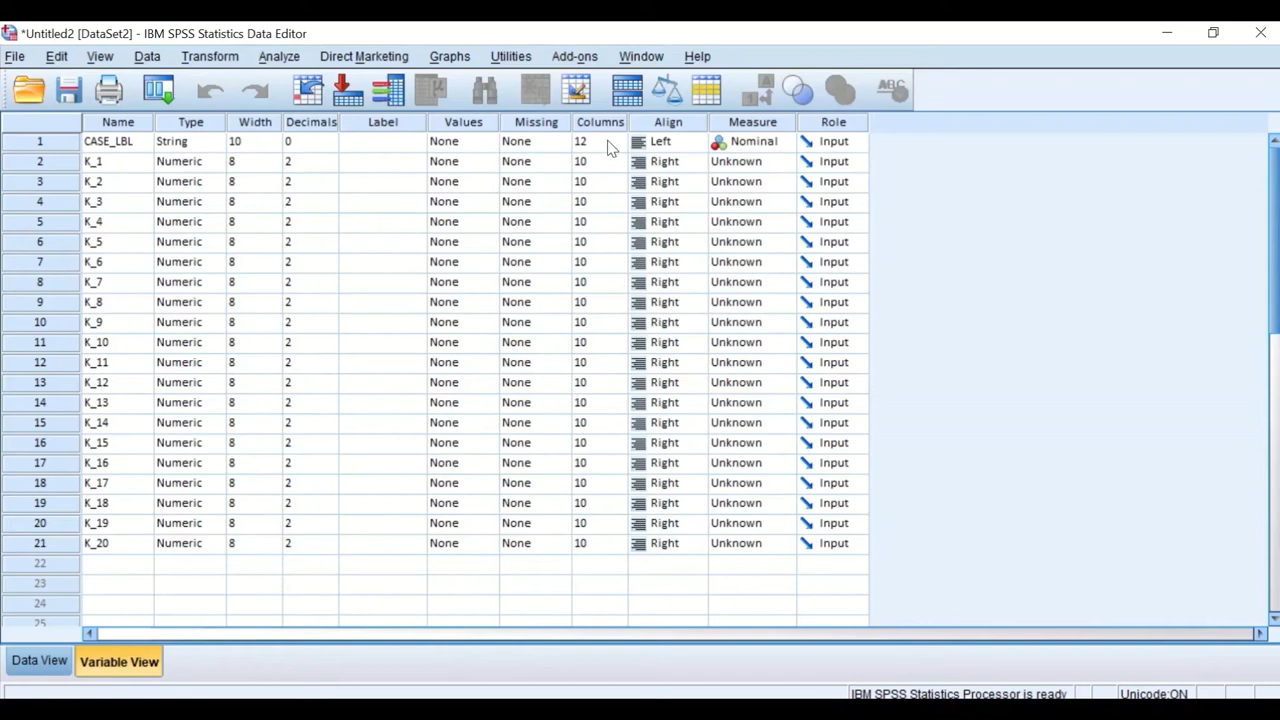 *Untitled2 [DataSet2] - IBM SPSS Statistics Data Editor
File Edit View Data Transform Analyze Direct Marketing Graphs Utilities Add-ons Window Help
Name Type Width Decimals Label Values Missing Columns Align Measure Role
1 CASE_LBL String 10 0 None None 12 Left Nominal Input
2 K_1 Numeric 8 2 None None 10 Right Unknown Input
3 K_2 Numeric 8 2 None None 10 Right Unknown Input
4 K_3 Numeric 8 2 None None 10 Right Unknown Input
5 K_4 Numeric 8 2 None None 10 Right Unknown Input
6 K_5 Numeric 8 2 None None 10 Right Unknown Input
7 K_6 Numeric 8 2 None None 10 Right Unknown Input
8 K_7 Numeric 8 2 None None 10 Right Unknown Input
9 K_8 Numeric 8 2 None None 10 Right Unknown Input
10 K_9 Numeric 8 2 None None 10 Right Unknown Input
11 K_10 Numeric 8 2 None None 10 Right Unknown Input
12 K_11 Numeric 8 2 None None 10 Right Unknown Input
13 K_12 Numeric 8 2 None None 10 Right Unknown Input
14 K_13 Numeric 8 2 None None 10 Right Unknown Input
15 K_14 Numeric 8 2 None None 10 Right Unknown Input
16 K_15 Numeric 8 2 None None 10 Right Unknown Input
17 K_16 Numeric 8 2 None None 10 Right Unknown Input
18 K_17 Numeric 8 2 None None 10 Right Unknown Input
19 K_18 Numeric 8 2 None None 10 Right Unknown Input
20 K_19 Numeric 8 2 None None 10 Right Unknown Input
21 K_20 Numeric 8 2 None None 10 Right Unknown Input
22
23
24
25
Data View Variable View
IBM SPSS Statistics Processor is ready Unicode:ON